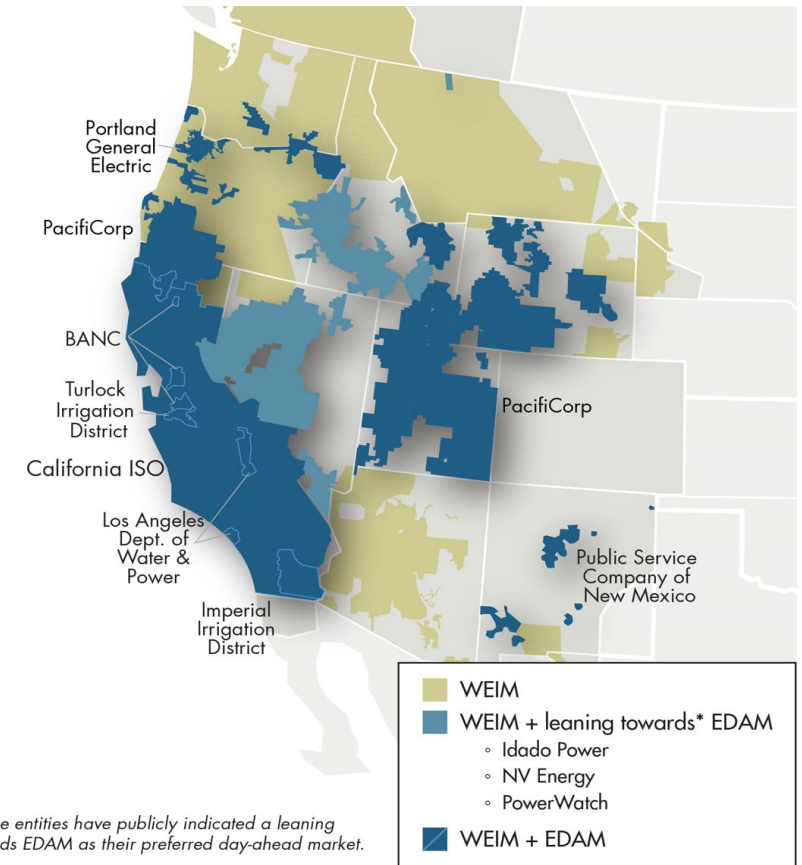 Portland
General
Electric
PacifiCorp
BANC
Turlock
Irrigation
District
California ISO
Los Angeles
Dept. of
Water &
Power
Imperial
Irrigation
District
PacifiCorp
Public Service
Company of
New Mexico
WEIM
WEIM + leaning towards* EDAM
Idado Power
NV Energy
PowerWatch
WEIM + EDAM
e entities have publicly indicated a leaning
ds EDAM as their preferred day-ahead market.